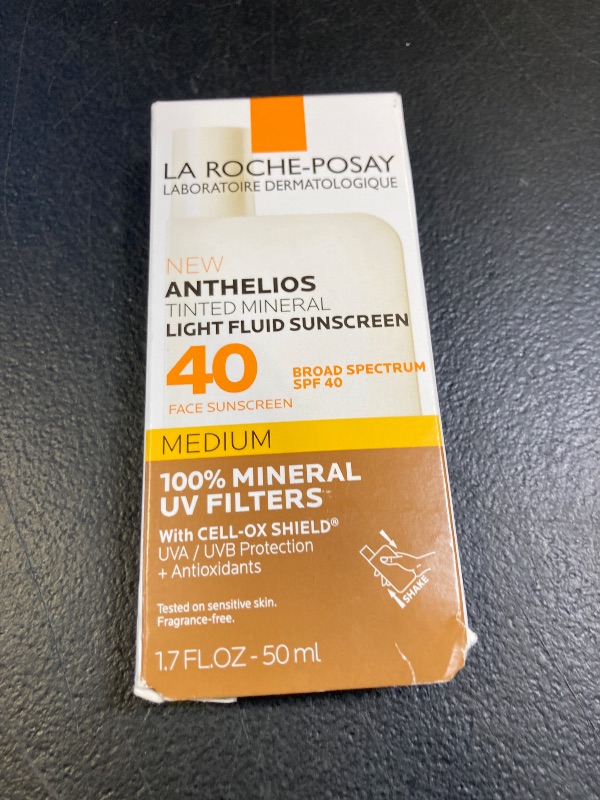 LA ROCHE-POSAY
LABORATOIRE DERMATOLOGIQUE
NEW
ANTHELIOS
TINTED MINERAL
LIGHT FLUID SUNSCREEN
40
BROAD SPECTRUM
SPF 40
FACE SUNSCREEN
MEDIUM
100% MINERAL
UV FILTERS
With CELL-OX SHIELD®
UVA / UVB Protection
+ Antioxidants
SHAKE
Tested on sensitive skin.
Fragrance-free.
1.7 FL.OZ - 50 ml